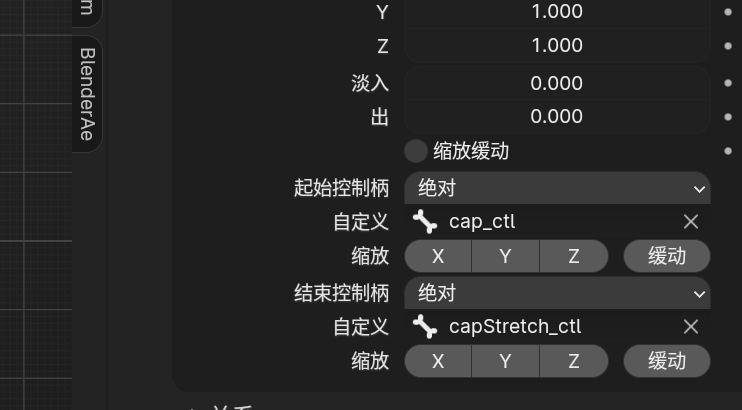 m
BlenderAe
Y 1.000
Z 1.000
淡入 0.000
出 0.000
缩放缓动
起始控制柄 绝对
自定义 cap_ctl
缩放 X Y Z 缓动
结束控制柄 绝对
自定义 capStretch_ctl
缩放 X Y Z 缓动